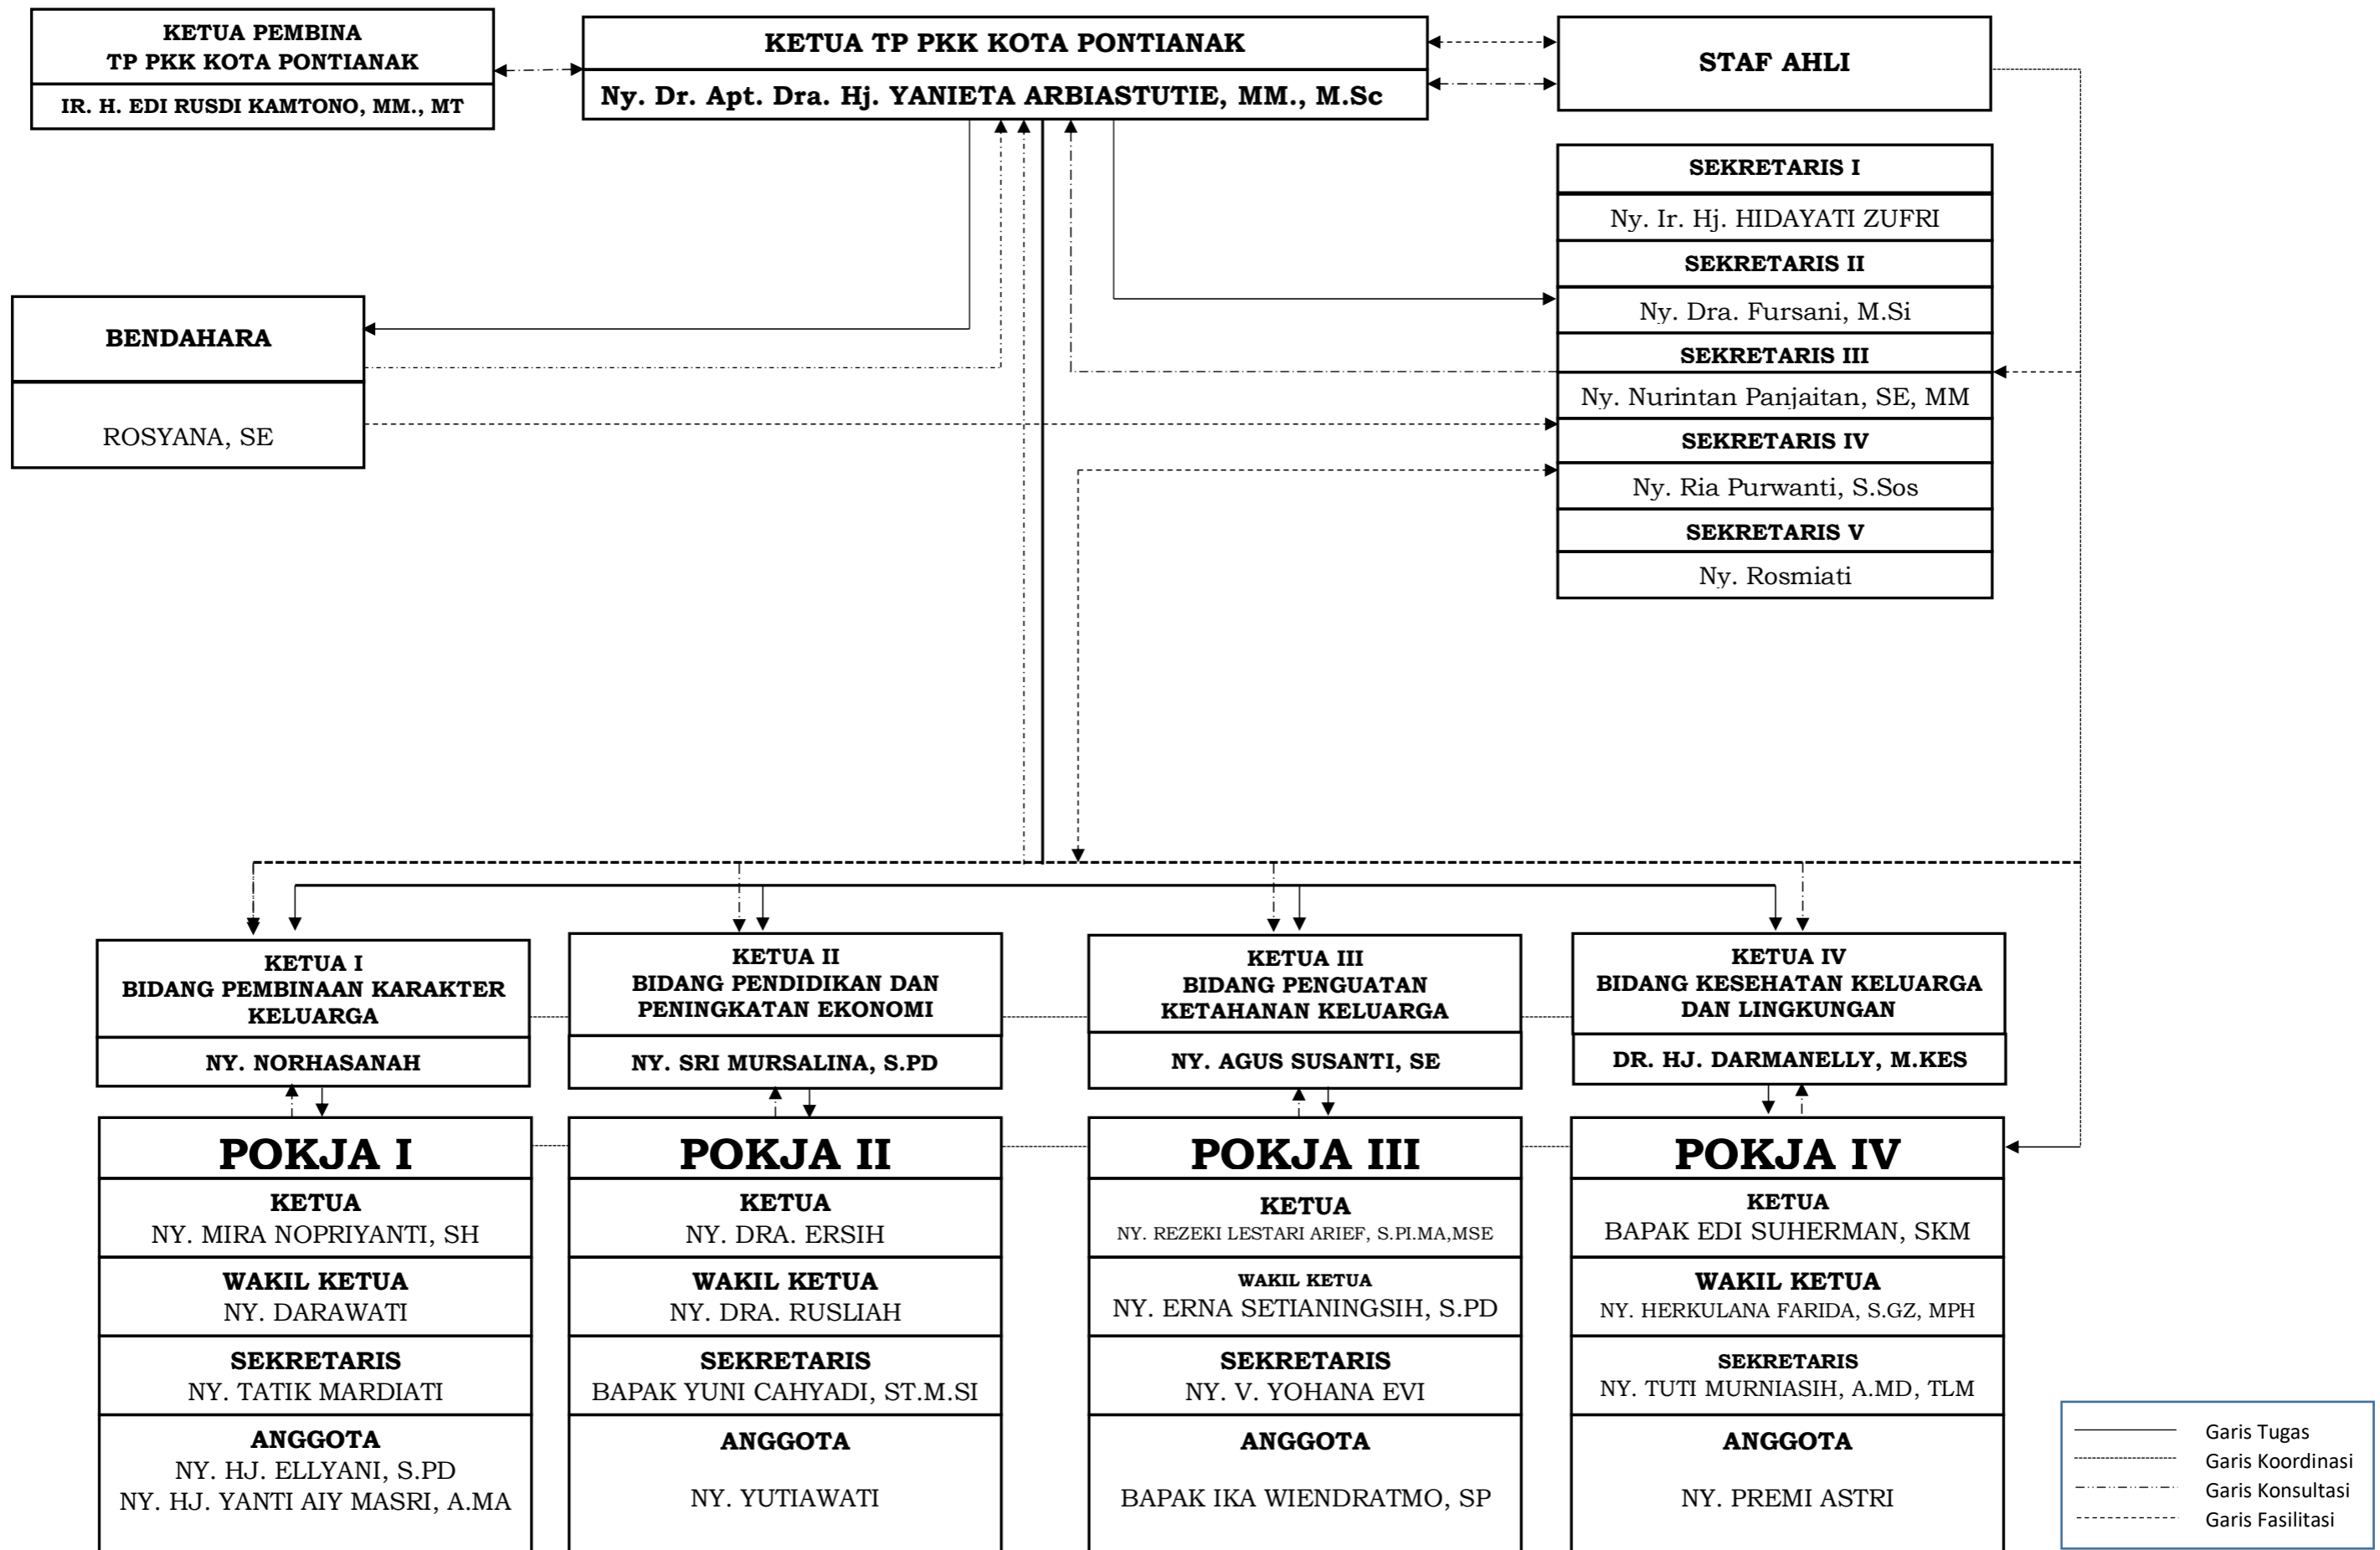 KETUA PEMBINA
TP PKK KOTA PONTIANAK
IR. H. EDI RUSDI KAMTONO, MM., MT
KETUA TP PKK KOTA PONTIANAK
Ny. Dr. Apt. Dra. Hj. YANIETA ARBIASTUTIE, MM., M.Sc
STAF AHLI
SEKRETARIS I
Ny. Ir. Hj. HIDAYATI ZUFRI
SEKRETARIS II
Ny. Dra. Fursani, M.Si
SEKRETARIS III
Ny. Nurintan Panjaitan, SE, MM
SEKRETARIS IV
Ny. Ria Purwanti, S.Sos
SEKRETARIS V
Ny. Rosmiati
BENDAHARA
ROSYANA, SE
KETUA I
BIDANG PEMBINAAN KARAKTER
KELUARGA
NY. NORHASANAH
KETUA II
BIDANG PENDIDIKAN DAN
PENINGKATAN EKONOMI
NY. SRI MURSALINA, S.PD
KETUA III
BIDANG PENGUATAN
KETAHANAN KELUARGA
NY. AGUS SUSANTI, SE
KETUA IV
BIDANG KESEHATAN KELUARGA
DAN LINGKUNGAN
DR. HJ. DARMANELLY, M.KES
POKJA I
KETUA
NY. MIRA NOPRIYANTI, SH
WAKIL KETUA
NY. DARAWATI
SEKRETARIS
NY. TATIK MARDIATI
ANGGOTA
NY. HJ. ELLYANI, S.PD
NY. HJ. YANTI AIY MASRI, A.MA
POKJA II
KETUA
NY. DRA. ERSIH
WAKIL KETUA
NY. DRA. RUSLIAH
SEKRETARIS
BAPAK YUNI CAHYADI, ST.M.SI
ANGGOTA
NY. YUTIAWATI
POKJA III
KETUA
NY. REZEKI LESTARI ARIEF, S.PI.MA,MSE
WAKIL KETUA
NY. ERNA SETIANINGSIH, S.PD
SEKRETARIS
NY. V. YOHANA EVI
ANGGOTA
BAPAK IKA WIENDRATMO, SP
POKJA IV
KETUA
BAPAK EDI SUHERMAN, SKM
WAKIL KETUA
NY. HERKULANA FARIDA, S.GZ, MPH
SEKRETARIS
NY. TUTI MURNIASIH, A.MD, TLM
ANGGOTA
NY. PREMI ASTRI
Garis Tugas
Garis Koordinasi
Garis Konsultasi
Garis Fasilitasi